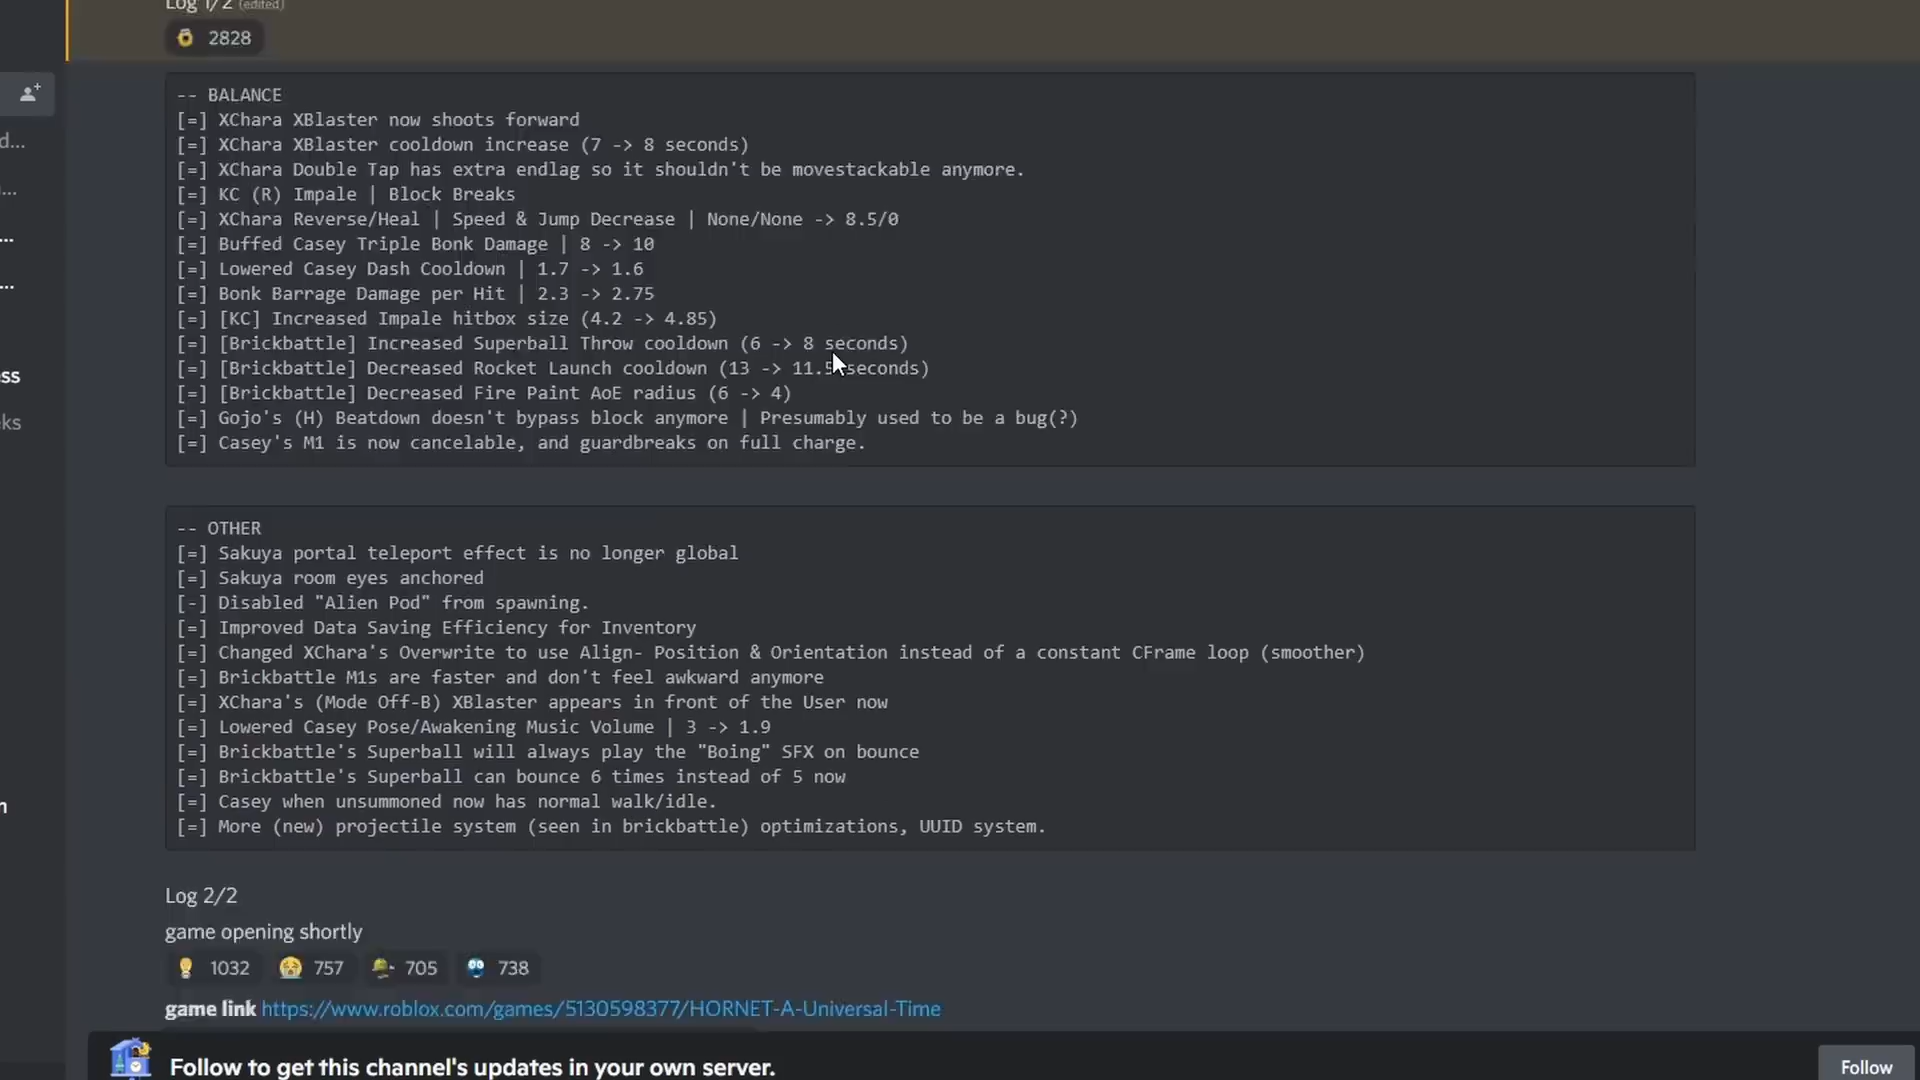 Log 1/2 (edited)
2828
-- BALANCE
[=] XChara XBlaster now shoots forward
[=] XChara XBlaster cooldown increase (7 -> 8 seconds)
[=] XChara Double Tap has extra endlag so it shouldn't be movestackable anymore.
[=] KC (R) Impale | Block Breaks
[=] XChara Reverse/Heal | Speed & Jump Decrease | None/None -> 8.5/0
[=] Buffed Casey Triple Bonk Damage | 8 -> 10
[=] Lowered Casey Dash Cooldown | 1.7 -> 1.6
[=] Bonk Barrage Damage per Hit | 2.3 -> 2.75
[=] [KC] Increased Impale hitbox size (4.2 -> 4.85)
[=] [Brickbattle] Increased Superball Throw cooldown (6 -> 8 seconds)
[=] [Brickbattle] Decreased Rocket Launch cooldown (13 -> 11.5 seconds)
[=] [Brickbattle] Decreased Fire Paint AoE radius (6 -> 4)
[=] Gojo's (H) Beatdown doesn't bypass block anymore | Presumably used to be a bug(?)
[=] Casey's M1 is now cancelable, and guardbreaks on full charge.
-- OTHER
[=] Sakuya portal teleport effect is no longer global
[=] Sakuya room eyes anchored
[-] Disabled "Alien Pod" from spawning.
[=] Improved Data Saving Efficiency for Inventory
[=] Changed XChara's Overwrite to use Align- Position & Orientation instead of a constant CFrame loop (smoother)
[=] Brickbattle M1s are faster and don't feel awkward anymore
[=] XChara's (Mode Off-B) XBlaster appears in front of the User now
[=] Lowered Casey Pose/Awakening Music Volume | 3 -> 1.9
[=] Brickbattle's Superball will always play the "Boing" SFX on bounce
[=] Brickbattle's Superball can bounce 6 times instead of 5 now
[=] Casey when unsummoned now has normal walk/idle.
[=] More (new) projectile system (seen in brickbattle) optimizations, UUID system.
Log 2/2
game opening shortly
1032 757 705 738
game link https://www.roblox.com/games/5130598377/HORNET-A-Universal-Time
Follow to get this channel's updates in your own server.
Follow